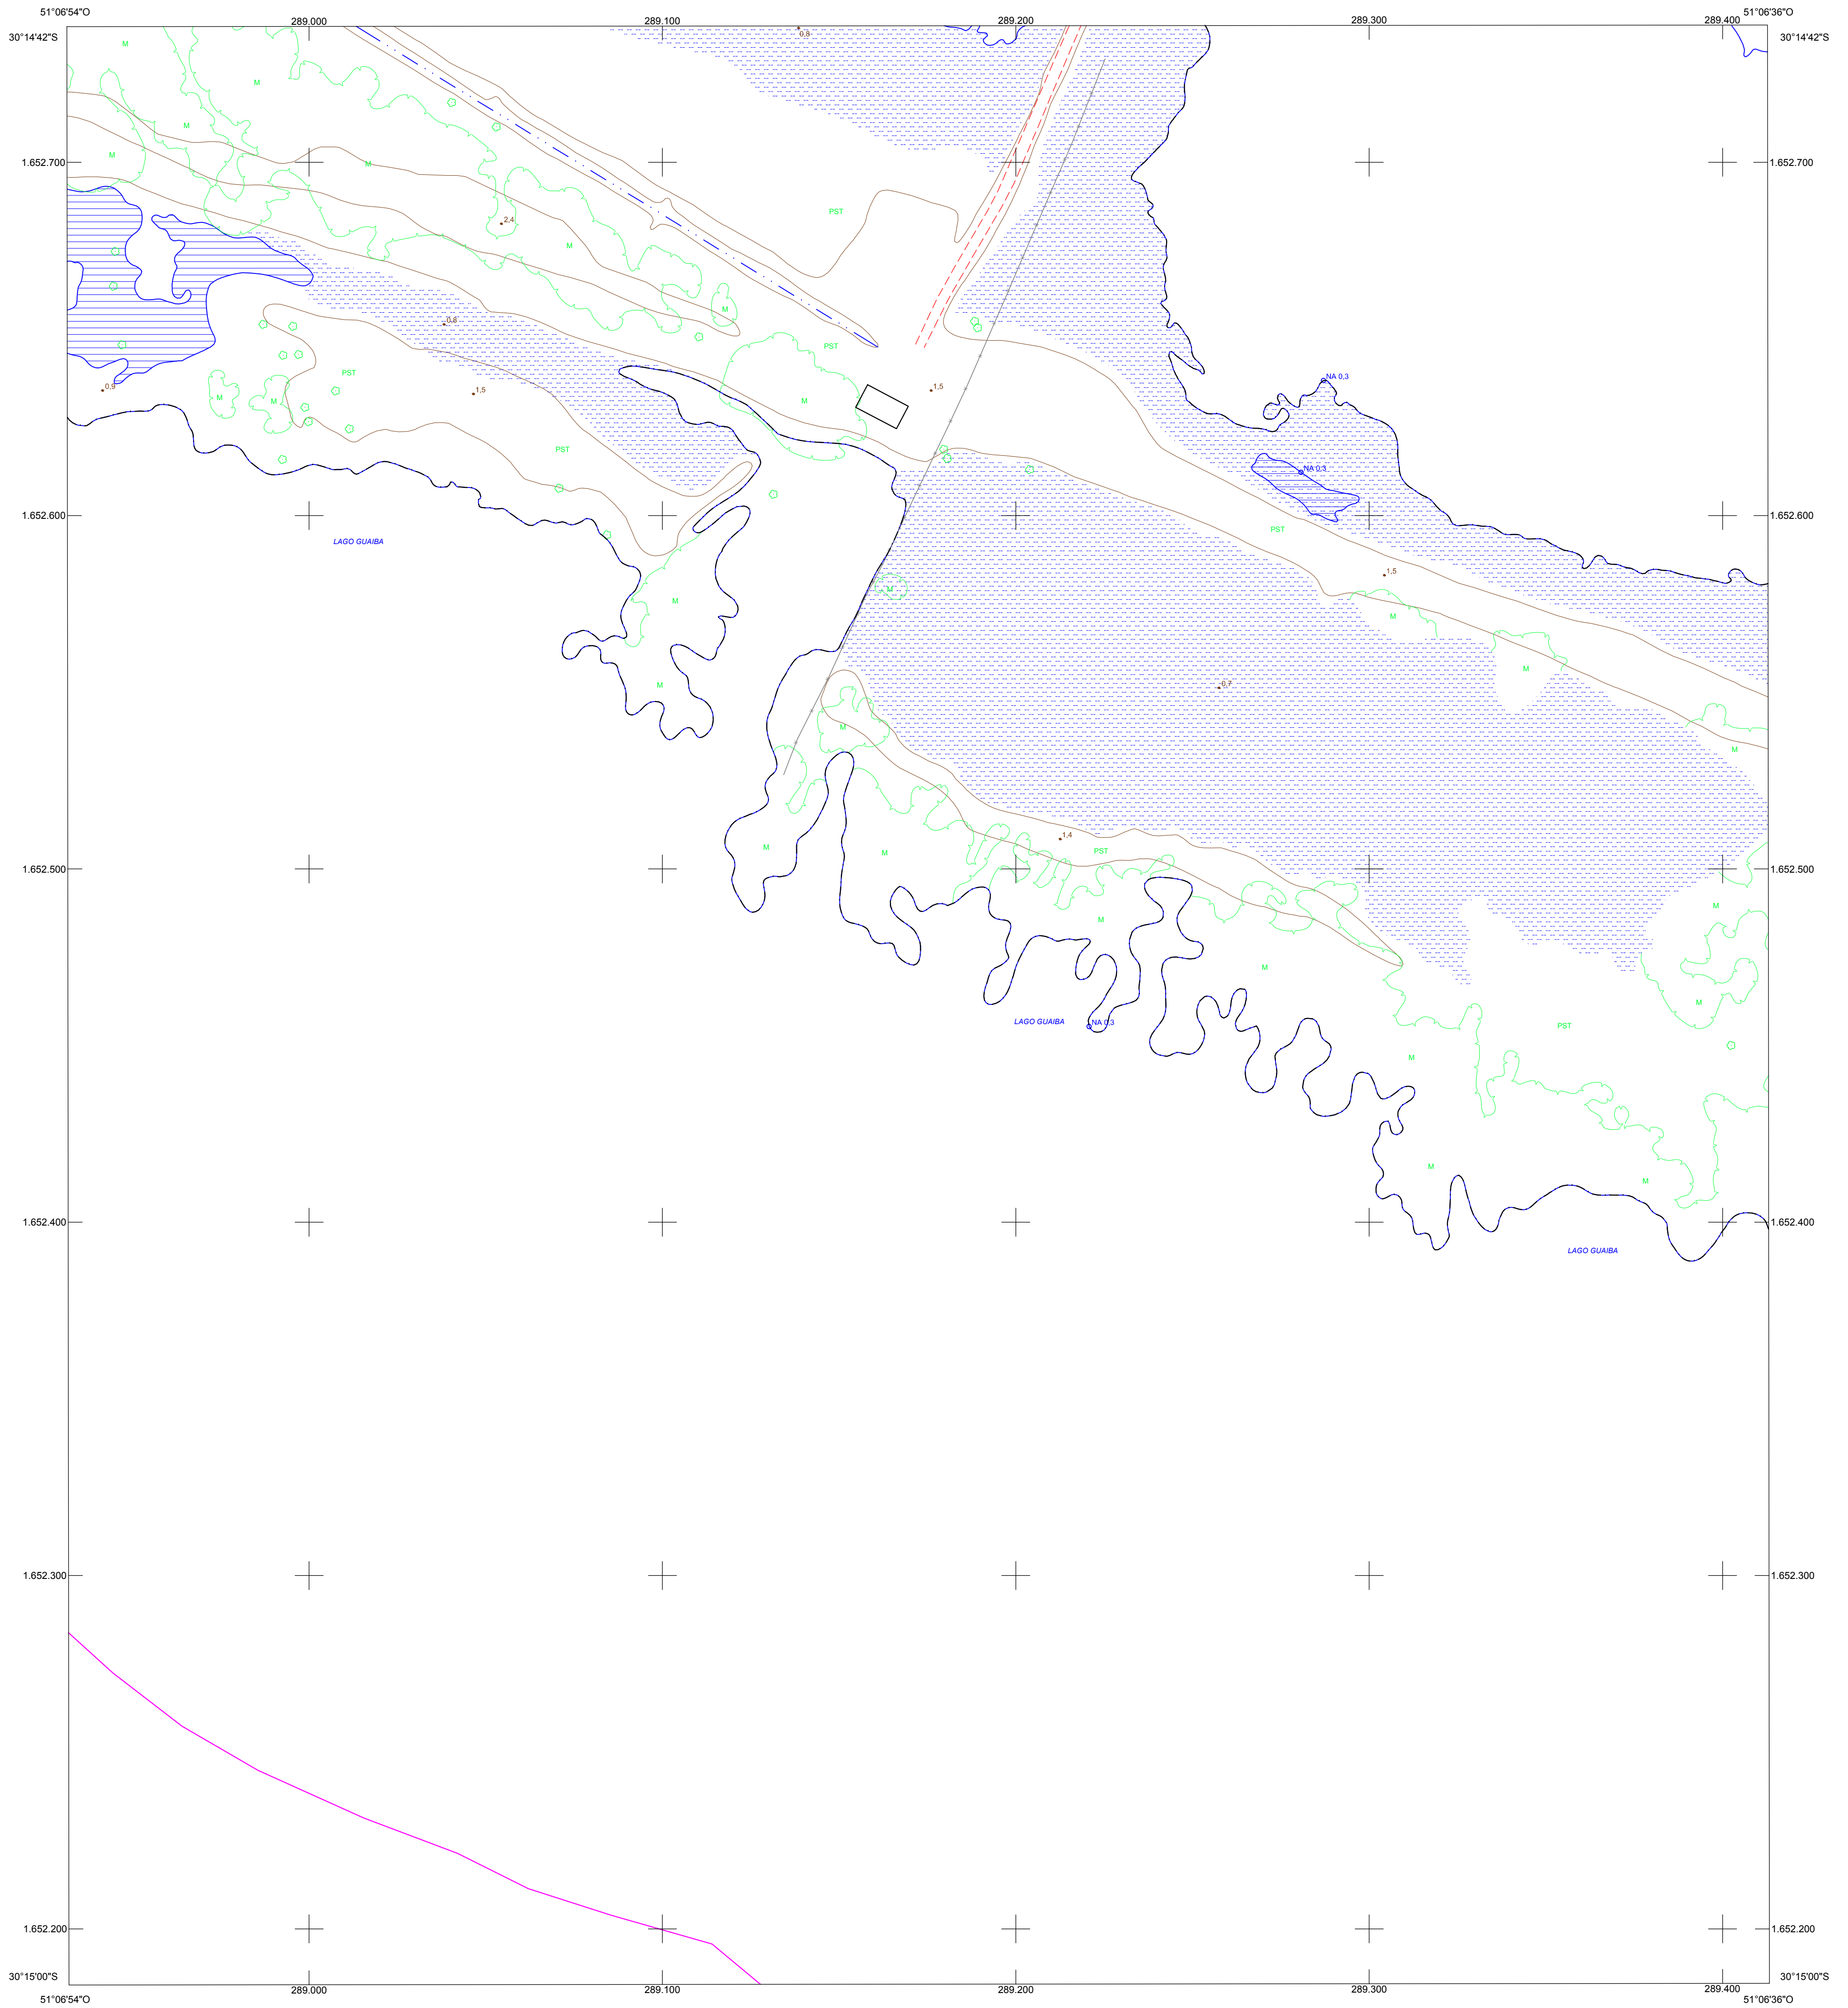 51°06'54"O
51°06'36"O
289.000
289.100
289.200
289.300
289.400
30°14'42"S
30°14'42"S
0,8
M
M
M
M
M
1.652.700
1.652.700
PST
2,4
M
M
0,8
PST
PST
0,9
1,5
1,5
NA 0,3
M
M
M
PST
NA 0,3
1.652.600
1.652.600
PST
LAGO GUAIBA
1,5
M
M
M
M
M
0,7
M
M
1,4
M
M
PST
1.652.500
1.652.500
M
M
M
M
LAGO GUAIBA
NA 0,3
PST
M
M
M
1.652.400
1.652.400
LAGO GUAIBA
1.652.300
1.652.300
1.652.200
1.652.200
30°15'00"S
30°15'00"S
289.000
289.100
289.200
289.300
289.400
51°06'54"O
51°06'36"O